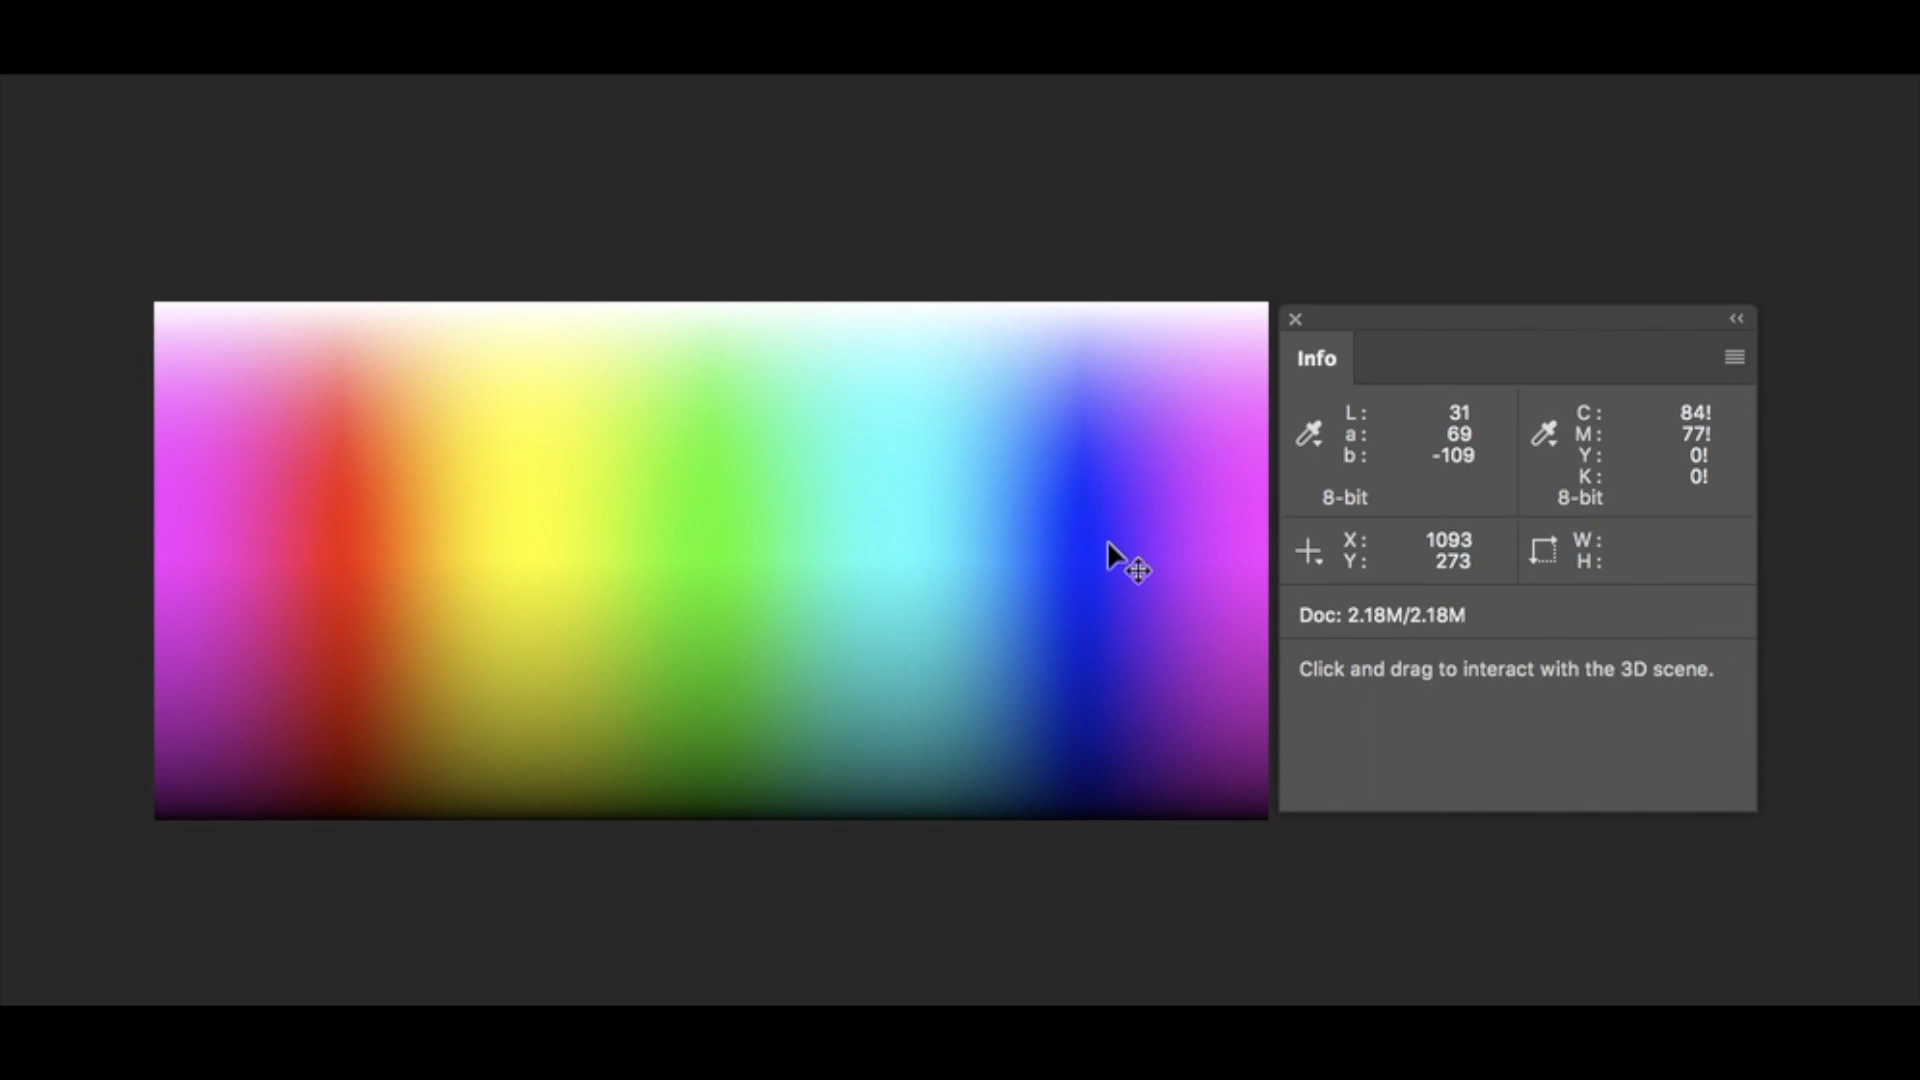 Info
L: 31
a: 69
b: -109
8-bit
C: 84!
M: 77!
Y: 0!
K: 0!
8-bit
X: 1093
Y: 273
W:
H:
Doc: 2.18M/2.18M
Click and drag to interact with the 3D scene.